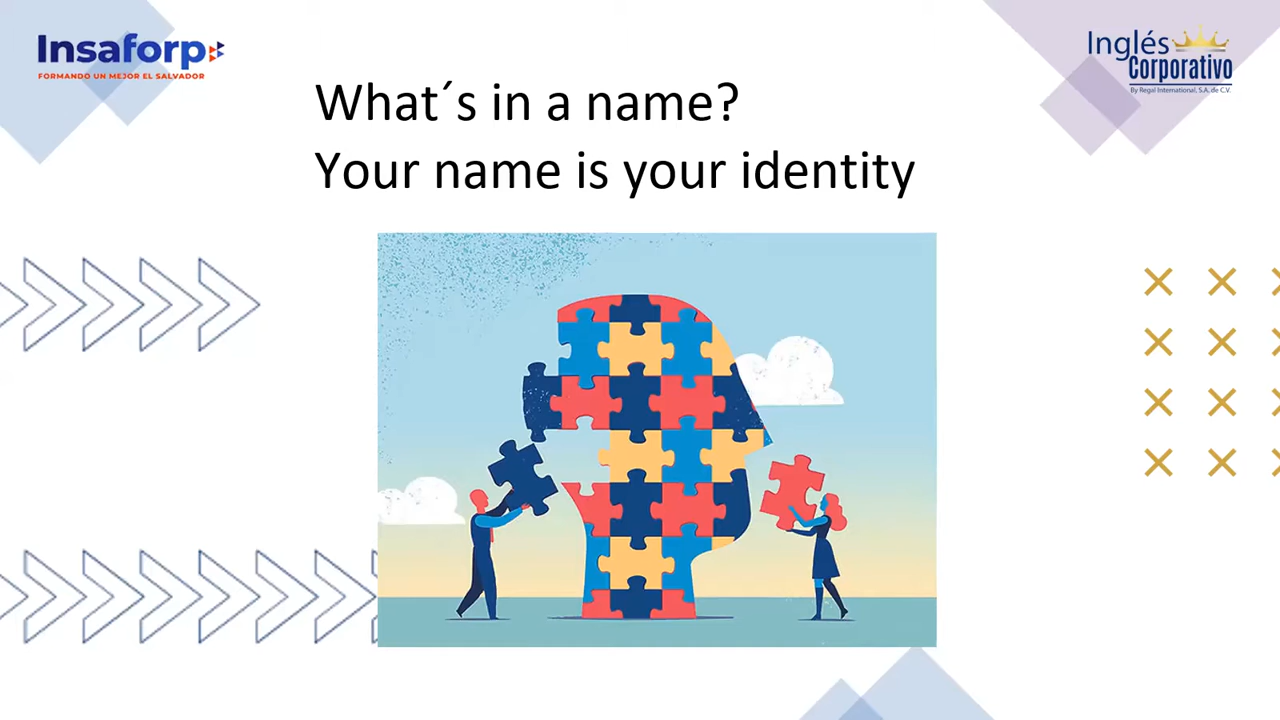 Insaforp
FORMANDO UN MEJOR EL SALVADOR
Inglés
Corporativo
By Regal International, S.A. de C.V.
What´s in a name?
Your name is your identity